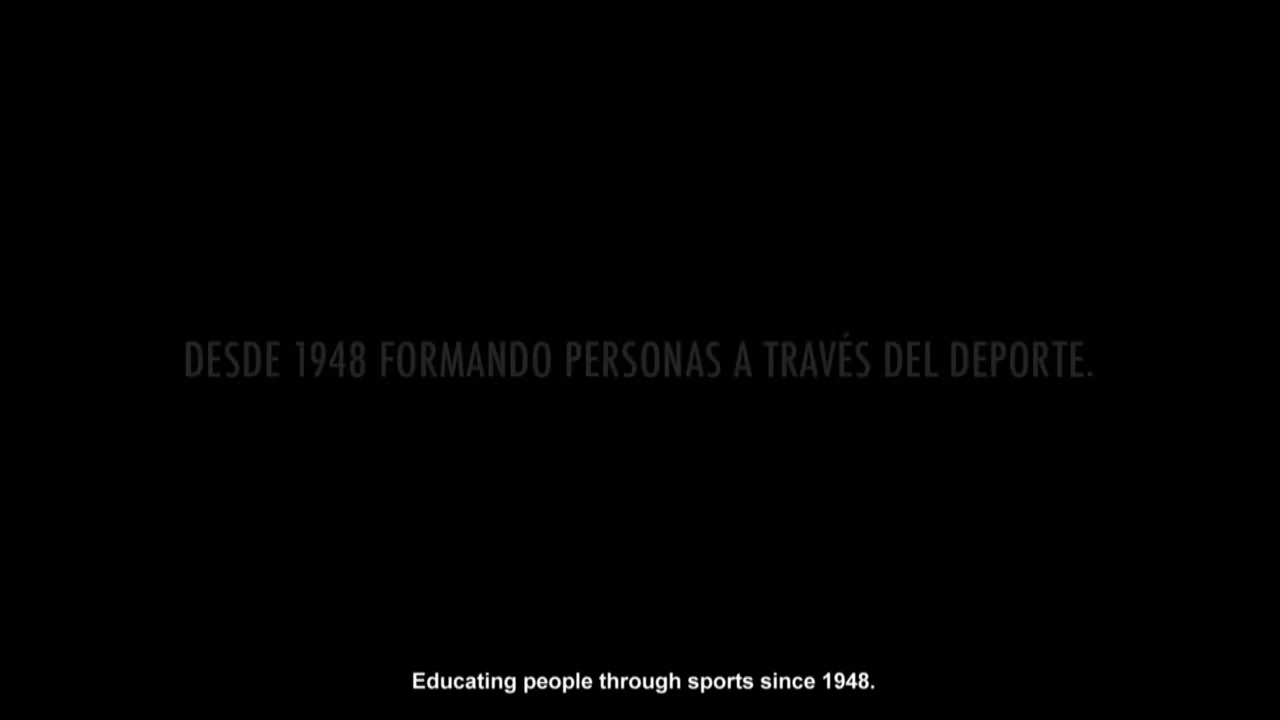 DESDE 1948 FORMANDO PERSONAS A TRAVÉS DEL DEPORTE.
Educating people through sports since 1948.